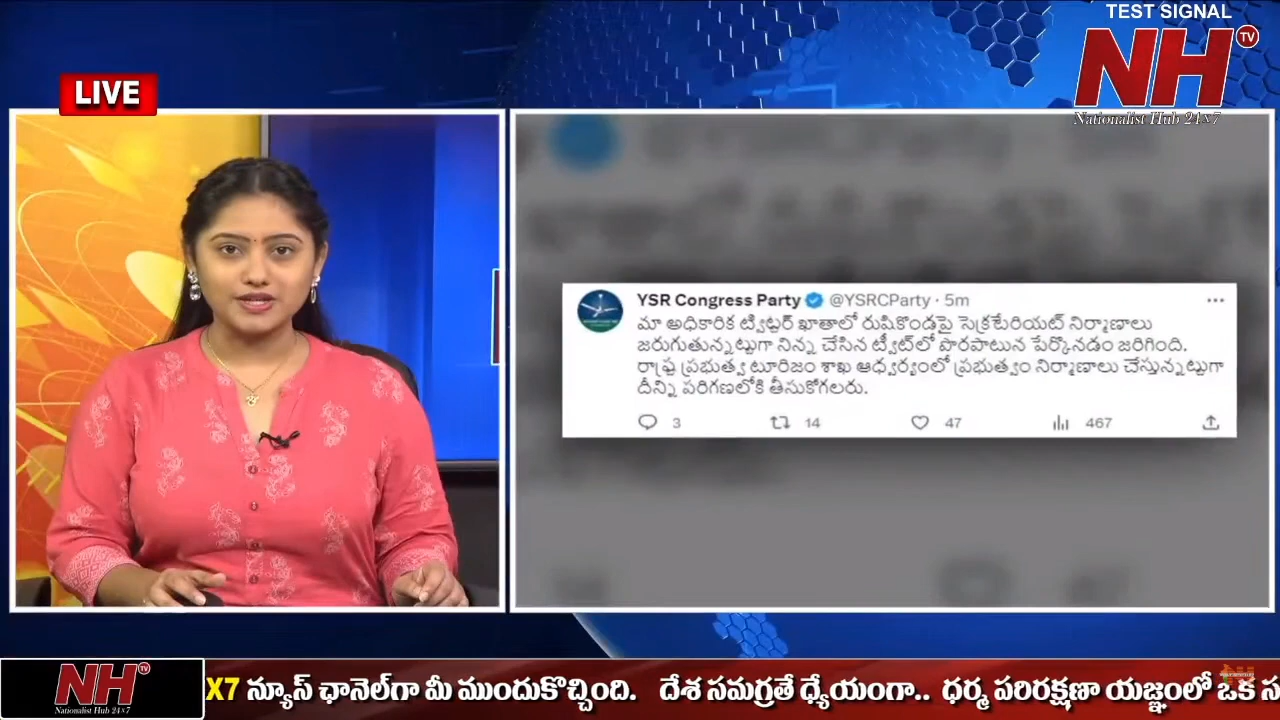 TEST SIGNAL
NH TV
Nationalist Hub 24x7
LIVE
YSR Congress Party @YSRCParty · 5m
మా అధికారిక ట్విట్టర్ ఖాతాలో రుషికొండపై సెక్రటేరియట్ నిర్మాణాలు
జరుగుతున్నట్టుగా నిన్న చేసిన ట్వీట్‌లో పొరపాటున పేర్కొనడం జరిగింది.
రాష్ట్ర ప్రభుత్వ టూరిజం శాఖ ఆధ్వర్యంలో ప్రభుత్వం నిర్మాణాలు చేస్తున్నట్టుగా
దీన్ని పరిగణలోకి తీసుకోగలరు.
3 14 47 467
NH TV
Nationalist Hub 24x7
X7 న్యూస్ ఛానెల్‌గా మీ ముందుకొచ్చింది. దేశ సమగ్రతే ధ్యేయంగా.. ధర్మ పరిరక్షణా యజ్ఞంలో ఒక స